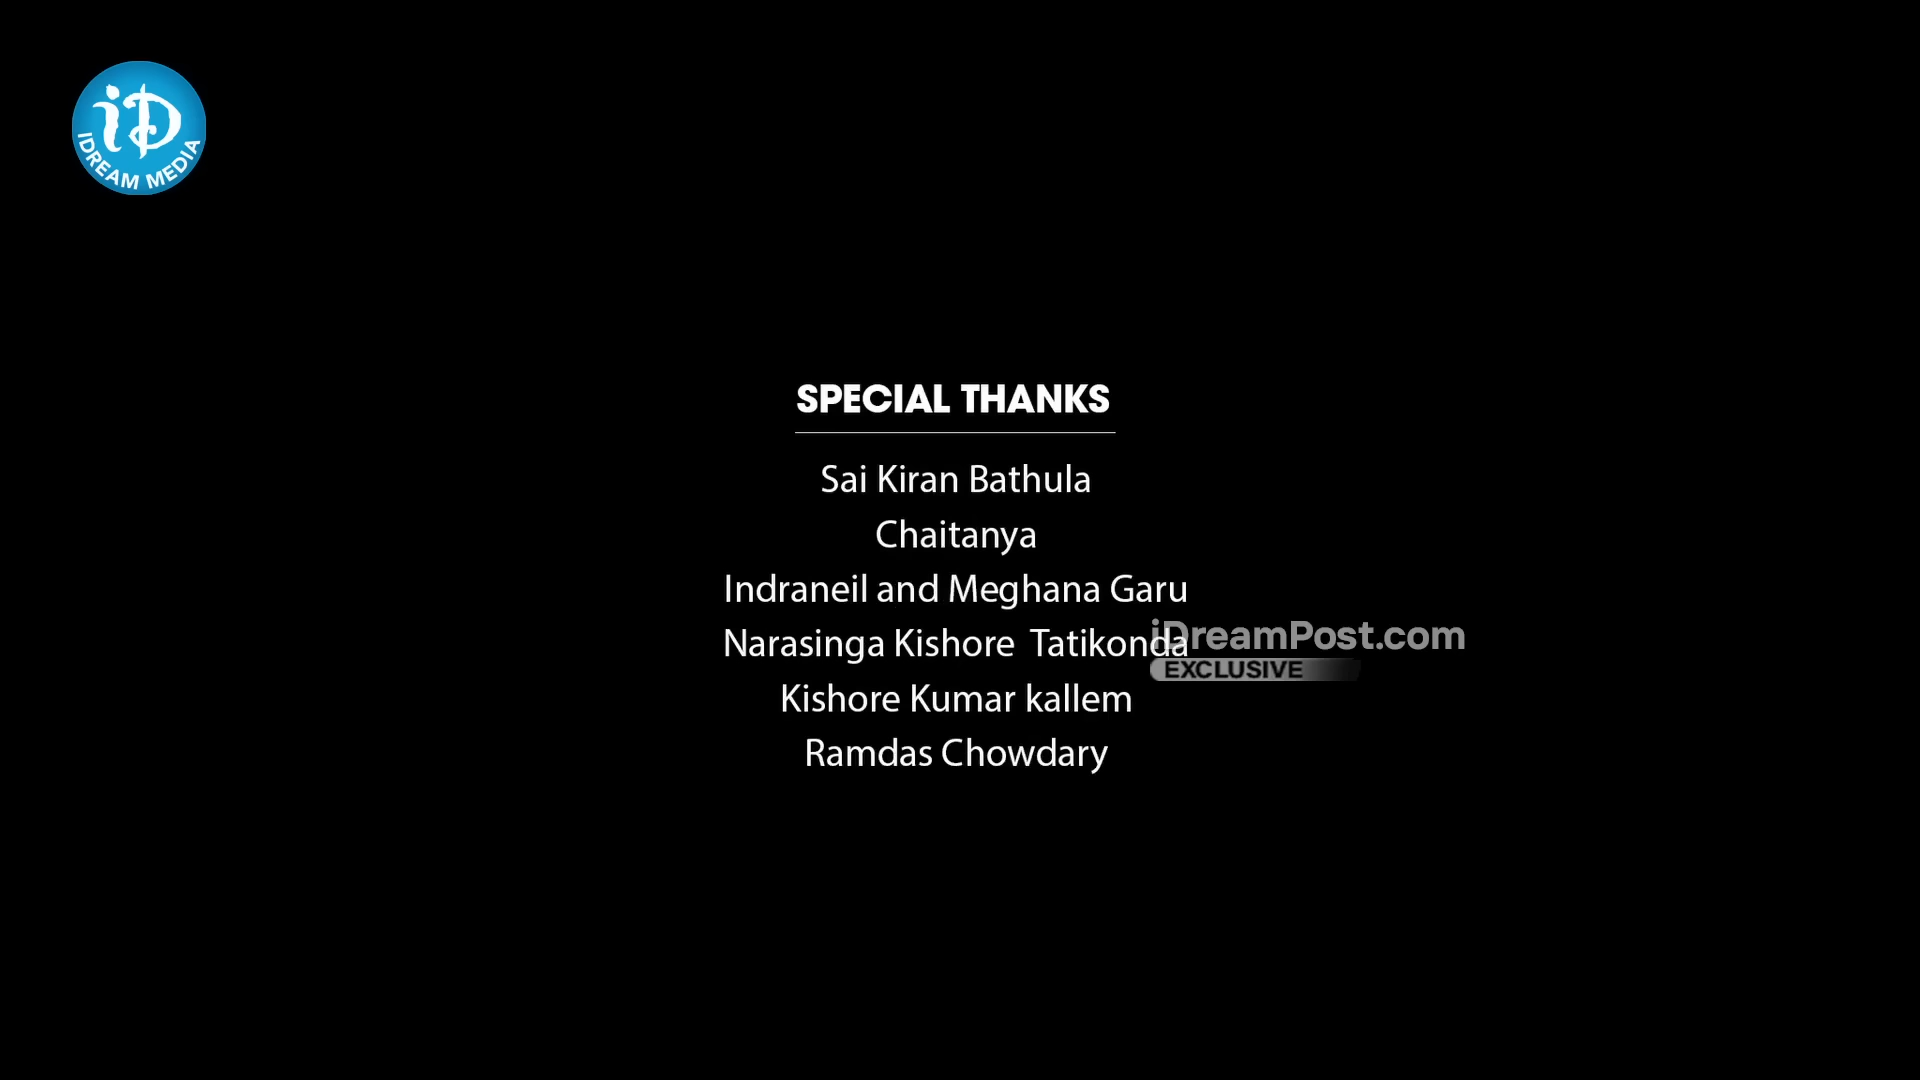 iD
IDREAM MEDIA
SPECIAL THANKS
Sai Kiran Bathula
Chaitanya
Indraneil and Meghana Garu
Narasinga Kishore  Tatikonda
iDreamPost.com
EXCLUSIVE
Kishore Kumar kallem
Ramdas Chowdary